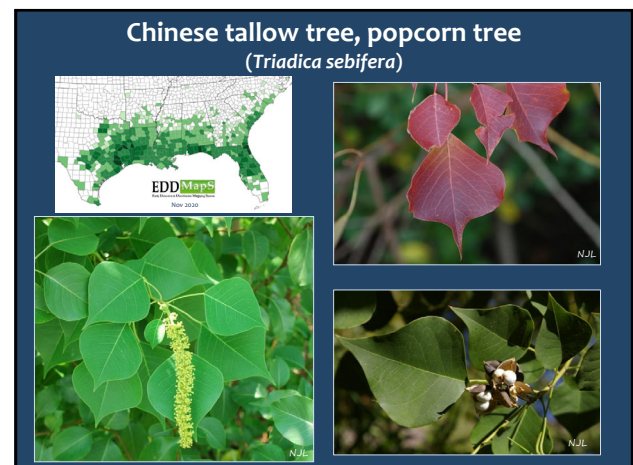 Chinese tallow tree, popcorn tree
(Triadica sebifera)
EDDMapS
Nov 2020
NJL
NJL
NJL